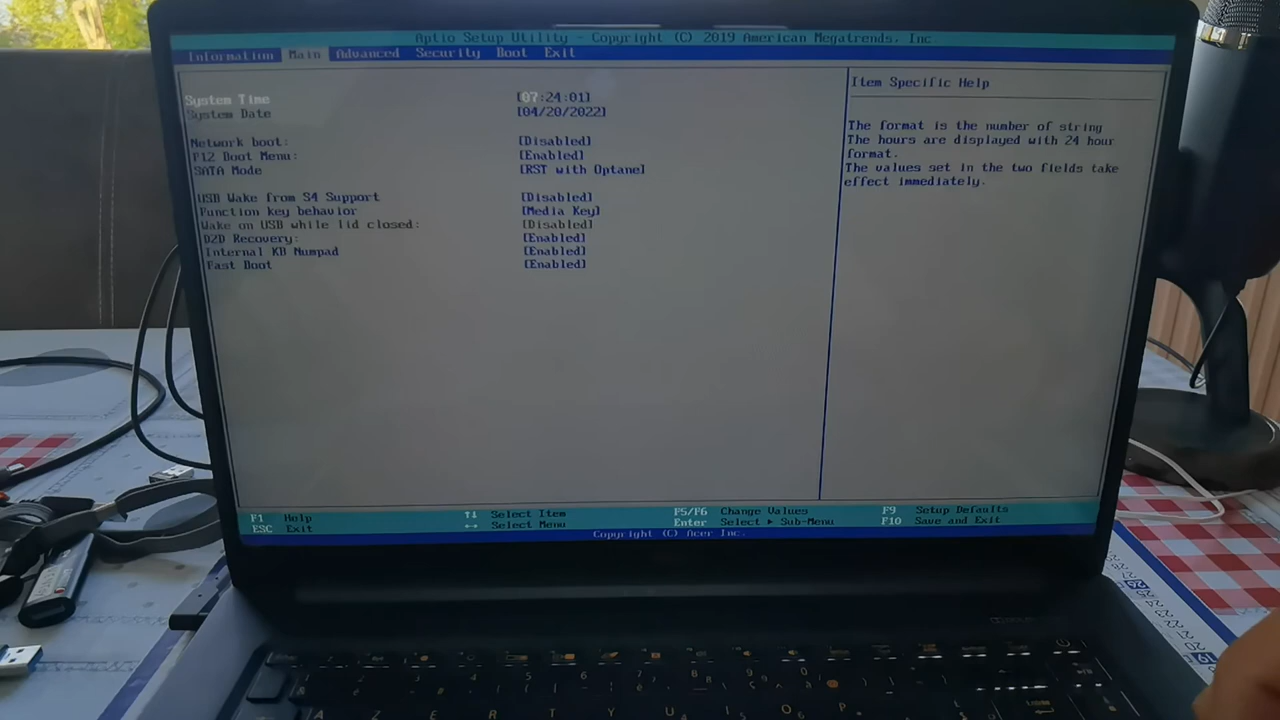 Aptio Setup Utility - Copyright (C) 2019 American Megatrends, Inc
Information Main Advanced Security Boot Exit
System Time [07:24:01]
System Date [04/20/2022]
Network boot: [Disabled]
F12 Boot Menu: [Enabled]
SATA Mode [RST with Optane]
USB Wake from S4 Support [Disabled]
Function key behavior [Media Key]
Wake on USB while lid closed: [Disabled]
D2D Recovery: [Enabled]
Internal KB Numpad [Enabled]
Fast Boot [Enabled]
Item Specific Help
The format is the number of string
The hours are displayed with 24 hour
format.
The values set in the two fields take
effect immediately.
F1 Help ↑↓ Select Item F5/F6 Change Values F9 Setup Defaults
ESC Exit ↔ Select Menu Enter Select ▶ Sub-Menu F10 Save and Exit
Copyright (C) Acer Inc.
Z E R T Y U I O P